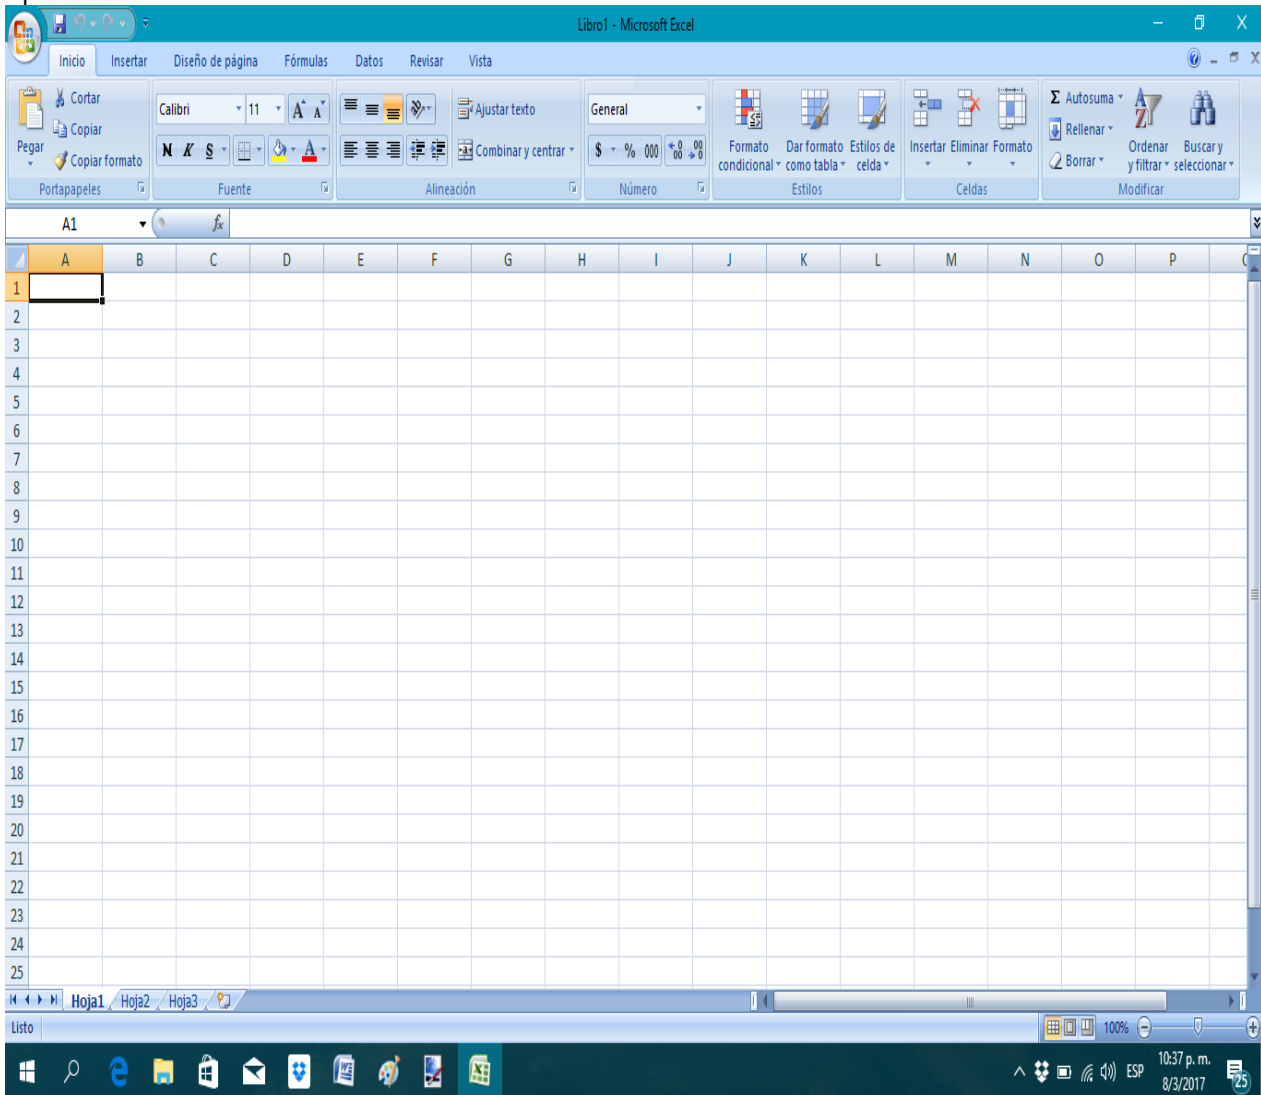 Libro1 - Microsoft Excel
Inicio Insertar Diseño de página Fórmulas Datos Revisar Vista
Pegar
Cortar
Copiar
Copiar formato
Portapapeles
Calibri 11
N K S
Fuente
Ajustar texto
Combinar y centrar
Alineación
General
$ % 000
Número
Formato condicional
Dar formato como tabla
Estilos de celda
Estilos
Insertar Eliminar Formato
Celdas
Σ Autosuma
Rellenar
Borrar
Ordenar y filtrar
Buscar y seleccionar
Modificar
A1 fx
A B C D E F G H I J K L M N O P
1
2
3
4
5
6
7
8
9
10
11
12
13
14
15
16
17
18
19
20
21
22
23
24
25
Hoja1 Hoja2 Hoja3
Listo 100%
ESP 10:37 p. m.
8/3/2017
25